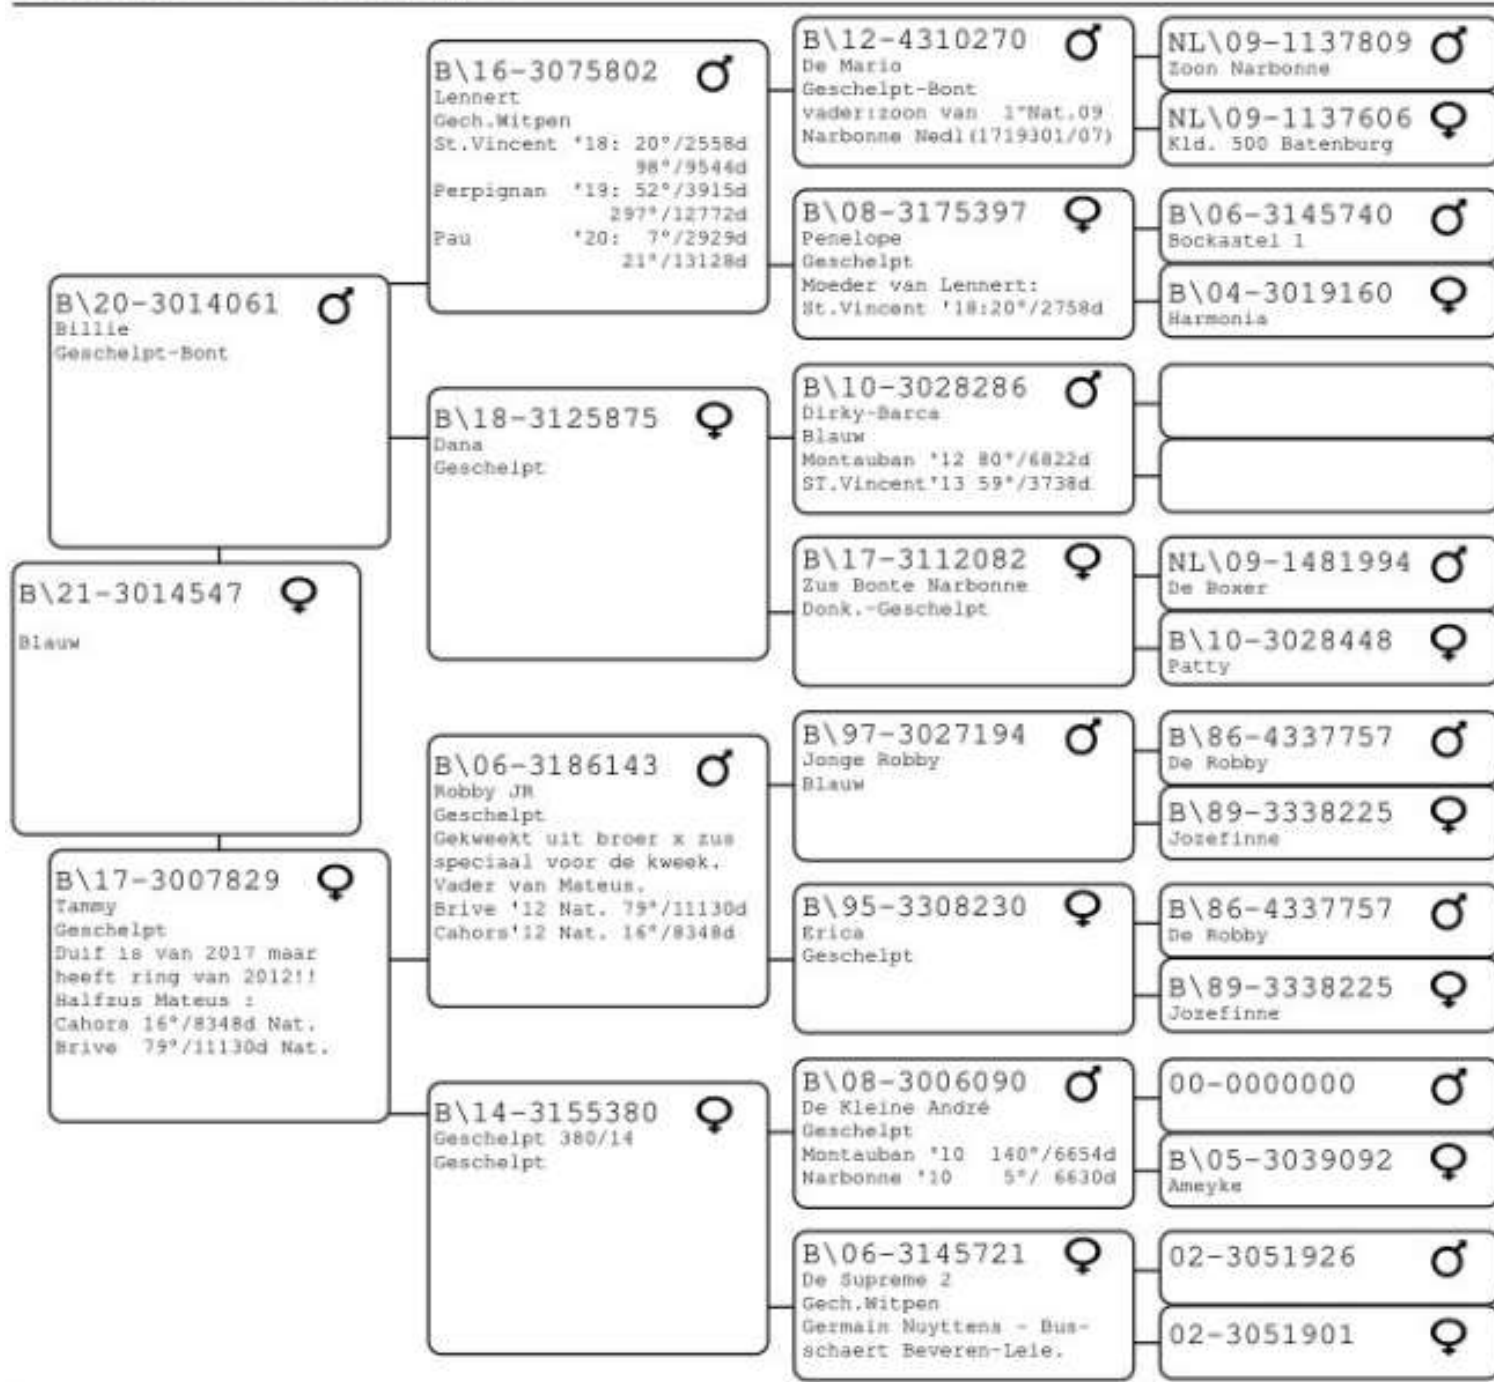 B\21-3014547
Blauw
B\20-3014061
Billie
Geschelpt-Bont
B\17-3007829
Tammy
Geschelpt
Duif is van 2017 maar
heeft ring van 2012!!
Halfzus Mateus :
Cahors 16°/8348d Nat.
Brive 79°/11130d Nat.
B\16-3075802
Lennert
Gech.Witpen
St.Vincent '18: 20°/2558d
98°/9544d
Perpignan '19: 52°/3915d
297°/12772d
Pau '20: 7°/2929d
21°/13128d
B\18-3125875
Dana
Geschelpt
B\06-3186143
Robby JR
Geschelpt
Gekweekt uit broer x zus
speciaal voor de kweek.
Vader van Mateus.
Brive '12 Nat. 79°/11130d
Cahors'12 Nat. 16°/8348d
B\14-3155380
Geschelpt 380/14
Geschelpt
B\12-4310270
De Mario
Geschelpt-Bont
vader:zoon van 1°Nat.09
Narbonne Nedl(1719301/07)
B\08-3175397
Penelope
Geschelpt
Moeder van Lennert:
St.Vincent '18:20°/2758d
B\10-3028286
Dirky-Barca
Blauw
Montauban '12 80°/6822d
ST.Vincent'13 59°/3738d
B\17-3112082
Zus Bonte Narbonne
Donk.-Geschelpt
B\97-3027194
Jonge Robby
Blauw
B\95-3308230
Erica
Geschelpt
B\08-3006090
De Kleine André
Geschelpt
Montauban '10 140°/6654d
Narbonne '10 5°/ 6630d
B\06-3145721
De Supreme 2
Gech.Witpen
Germain Nuyttens - Bus-
schaert Beveren-Leie.
NL\09-1137809
Zoon Narbonne
NL\09-1137606
Kld. 500 Batenburg
B\06-3145740
Bockastel 1
B\04-3019160
Harmonia
NL\09-1481994
De Boxer
B\10-3028448
Patty
B\86-4337757
De Robby
B\89-3338225
Jozefinne
B\86-4337757
De Robby
B\89-3338225
Jozefinne
00-0000000
B\05-3039092
Ameyke
02-3051926
02-3051901